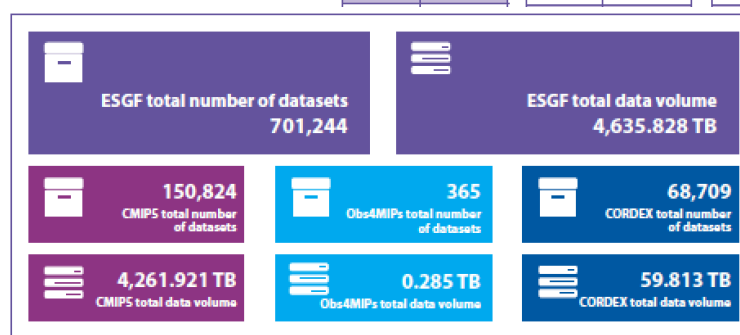 ESGF total number of datasets
701,244
ESGF total data volume
4,635.828 TB
150,824
CMIP5 total number
of datasets
365
Obs4MIPs total number
of datasets
68,709
CORDEX total number
of datasets
4,261.921 TB
CMIP5 total data volume
0.285 TB
Obs4MIPs total data volume
59.813 TB
CORDEX total data volume